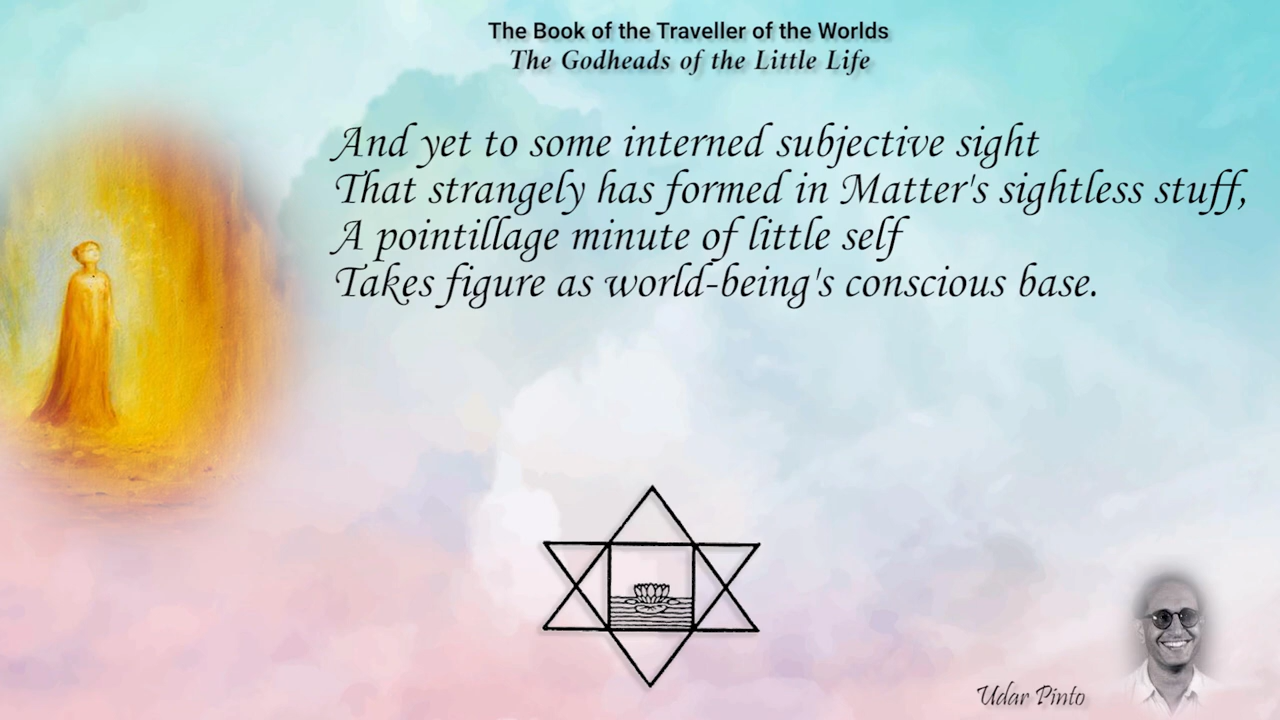 The Book of the Traveller of the Worlds
The Godheads of the Little Life
And yet to some interned subjective sight
That strangely has formed in Matter's sightless stuff,
A pointillage minute of little self
Takes figure as world-being's conscious base.
Udar Pinto